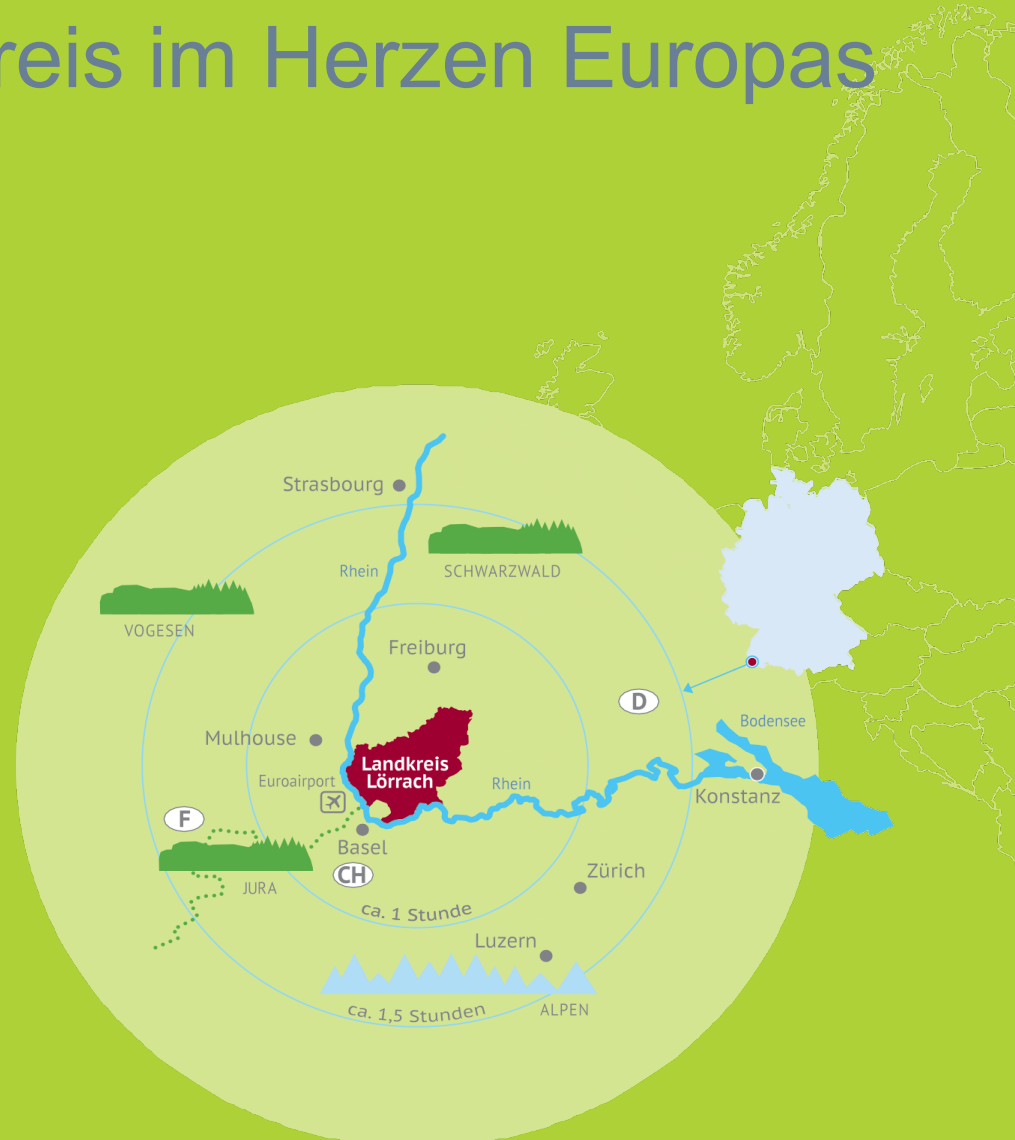 reis im Herzen Europas
Strasbourg
Rhein
SCHWARZWALD
VOGESEN
Freiburg
D
Bodensee
Mulhouse
Landkreis
Lörrach
Euroairport
Rhein
Konstanz
F
Basel
CH
JURA
Zürich
ca. 1 Stunde
Luzern
ca. 1,5 Stunden
ALPEN